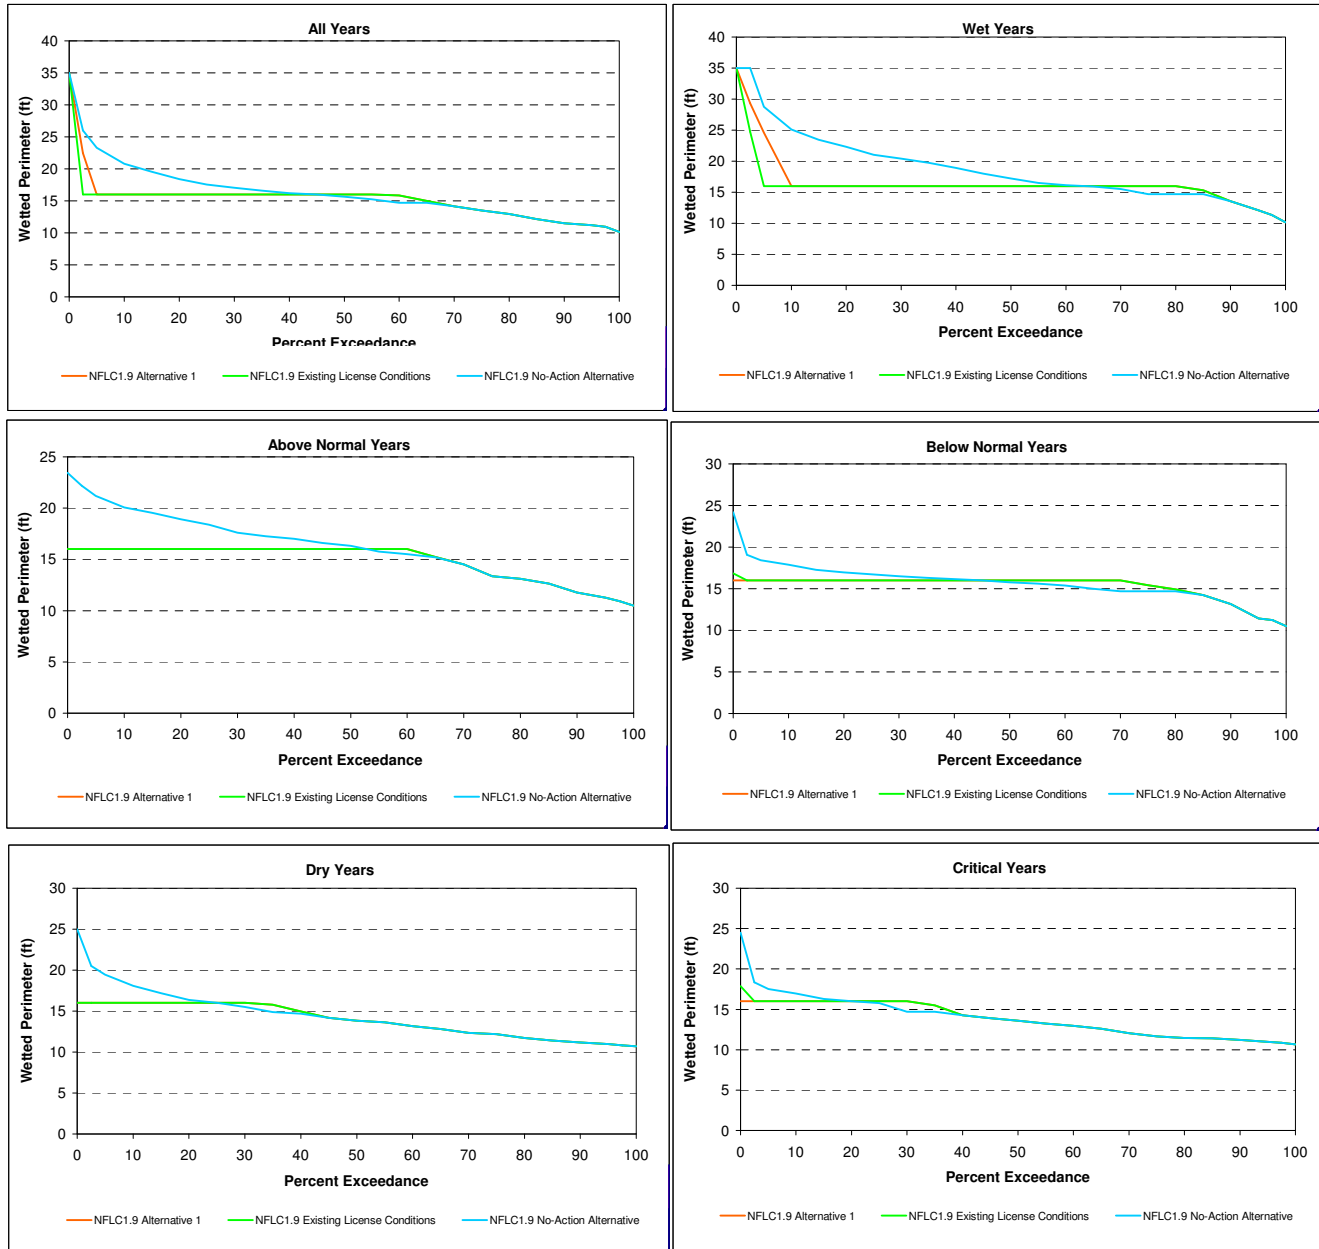 All Years
40
35
30
25
20
15
10
5
0
Wetted Perimeter (ft)
0 10 20 30 40 50 60 70 80 90 100
Percent Exceedance
NFLC1.9 Alternative 1 NFLC1.9 Existing License Conditions NFLC1.9 No-Action Alternative
Wet Years
40
35
30
25
20
15
10
5
0
Wetted Perimeter (ft)
0 10 20 30 40 50 60 70 80 90 100
Percent Exceedance
NFLC1.9 Alternative 1 NFLC1.9 Existing License Conditions NFLC1.9 No-Action Alternative
Above Normal Years
25
20
15
10
5
0
Wetted Perimeter (ft)
0 10 20 30 40 50 60 70 80 90 100
Percent Exceedance
NFLC1.9 Alternative 1 NFLC1.9 Existing License Conditions NFLC1.9 No-Action Alternative
Below Normal Years
30
25
20
15
10
5
0
Wetted Perimeter (ft)
0 10 20 30 40 50 60 70 80 90 100
Percent Exceedance
NFLC1.9 Alternative 1 NFLC1.9 Existing License Conditions NFLC1.9 No-Action Alternative
Dry Years
30
25
20
15
10
5
0
Wetted Perimeter (ft)
0 10 20 30 40 50 60 70 80 90 100
Percent Exceedance
NFLC1.9 Alternative 1 NFLC1.9 Existing License Conditions NFLC1.9 No-Action Alternative
Critical Years
30
25
20
15
10
5
0
Wetted Perimeter (ft)
0 10 20 30 40 50 60 70 80 90 100
Percent Exceedance
NFLC1.9 Alternative 1 NFLC1.9 Existing License Conditions NFLC1.9 No-Action Alternative